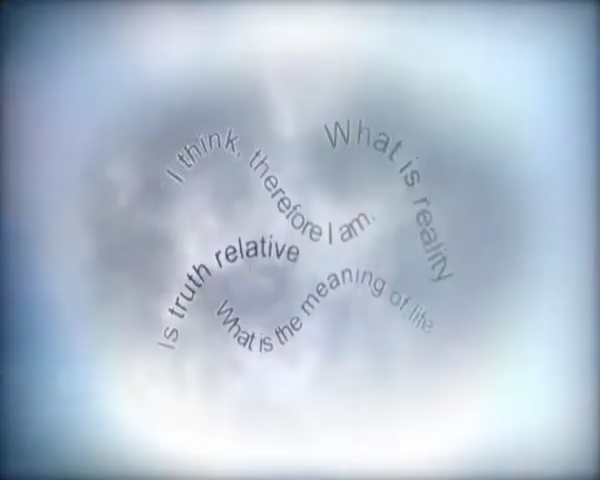 I think, therefore I am.
What is reality
Is truth relative
What is the meaning of life